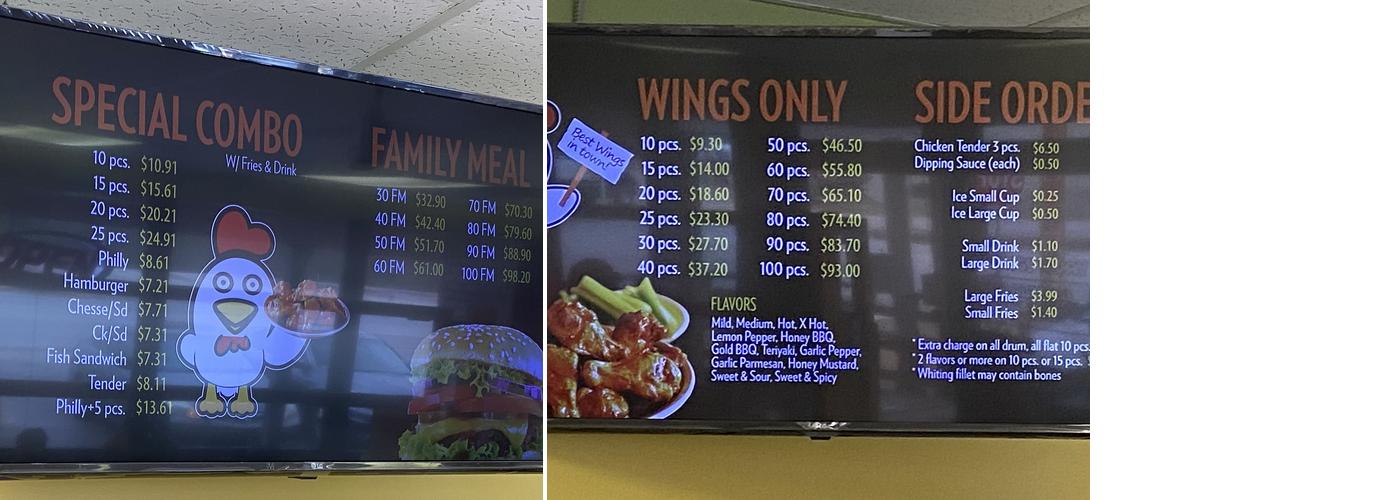 SPECIAL COMBO
W/ Fries & Drink
10 pcs. $10.91
15 pcs. $15.61
20 pcs. $20.21
25 pcs. $24.91
Philly $8.61
Hamburger $7.21
Chesse/Sd $7.71
Ck/Sd $7.31
Fish Sandwich $7.31
Tender $8.11
Philly+5 pcs. $13.61
FAMILY MEAL
30 FM $32.90 70 FM $70.30
40 FM $42.40 80 FM $79.60
50 FM $51.70 90 FM $88.90
60 FM $61.00 100 FM $98.20
Best Wings
in town!
WINGS ONLY
10 pcs. $9.30 50 pcs. $46.50
15 pcs. $14.00 60 pcs. $55.80
20 pcs. $18.60 70 pcs. $65.10
25 pcs. $23.30 80 pcs. $74.40
30 pcs. $27.70 90 pcs. $83.70
40 pcs. $37.20 100 pcs. $93.00
FLAVORS
Mild, Medium, Hot, X Hot,
Lemon Pepper, Honey BBQ,
Gold BBQ, Teriyaki, Garlic Pepper,
Garlic Parmesan, Honey Mustard,
Sweet & Sour, Sweet & Spicy
SIDE ORDE
Chicken Tender 3 pcs. $6.50
Dipping Sauce (each) $0.50
Ice Small Cup $0.25
Ice Large Cup $0.50
Small Drink $1.10
Large Drink $1.70
Large Fries $3.99
Small Fries $1.40
* Extra charge on all drum, all flat 10 pcs.
* 2 flavors or more on 10 pcs. or 15 pcs.
* Whiting fillet may contain bones